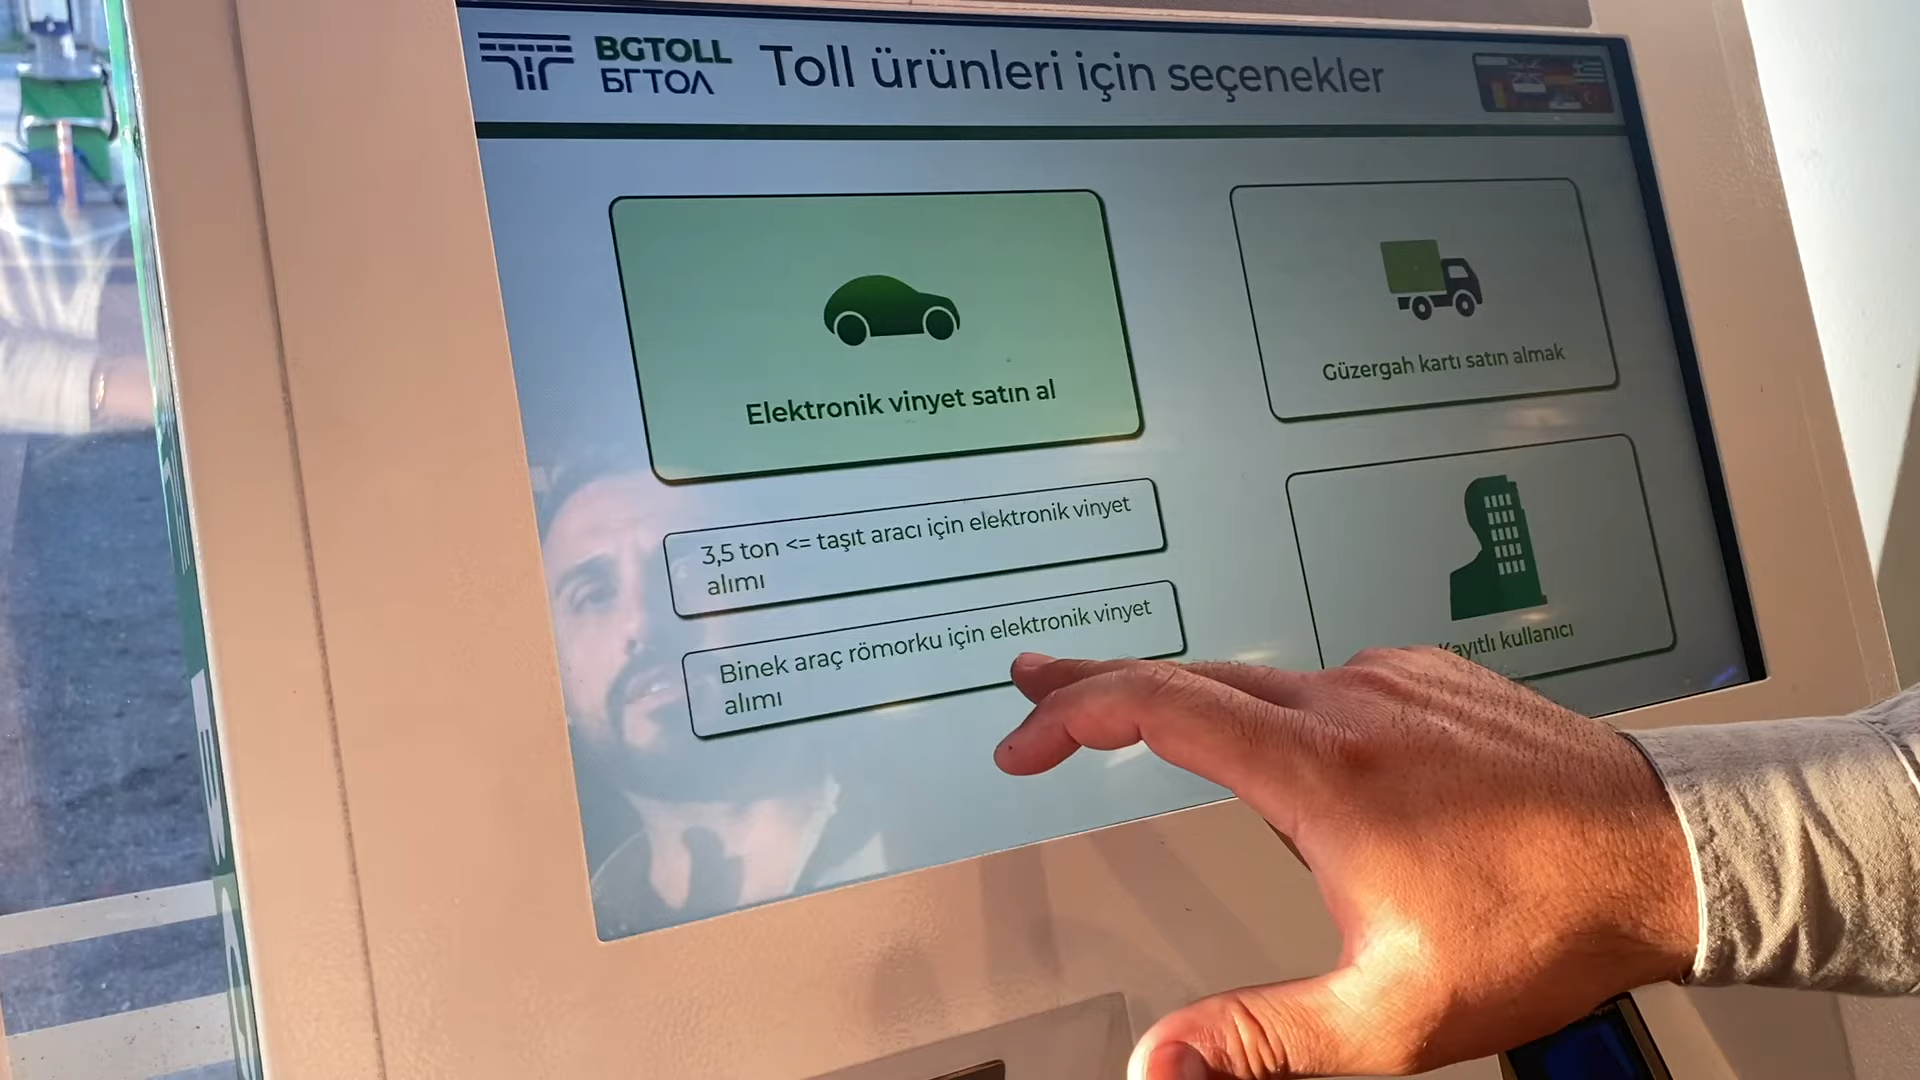 BGTOLL
БГТОЛ
Toll ürünleri için seçenekler
Elektronik vinyet satın al
Güzergah kartı satın almak
3,5 ton <= taşıt aracı için elektronik vinyet
alımı
Binek araç römorku için elektronik vinyet
alımı
Kayıtlı kullanıcı